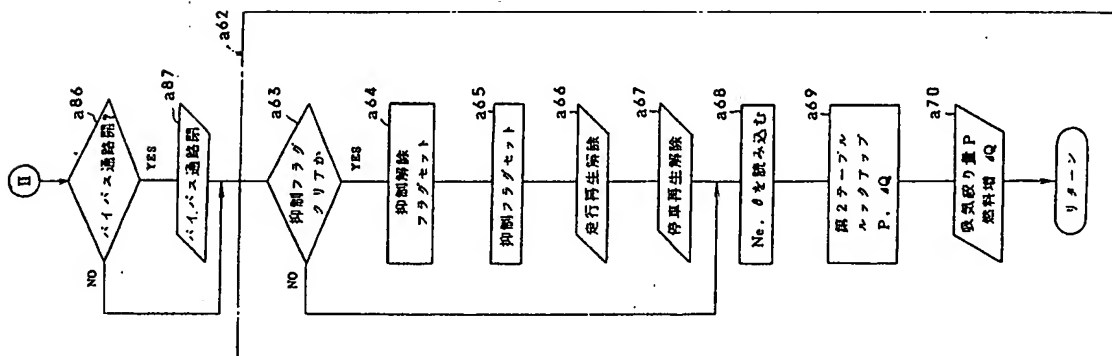 II
a86
バイパス通路開?
NO
YES
a87
バイパス通路閉
a62
a63
抑制フラグ
クリアか
NO
YES
a64
抑制解除
フラグセット
a65
抑制フラグセット
a66
走行再生解除
a67
停車再生解除
a68
Ne, θを読み込む
a69
第2テーブル
ルックアップ
P, ΔQ
a70
吸気絞り量P
燃料増ΔQ
リターン